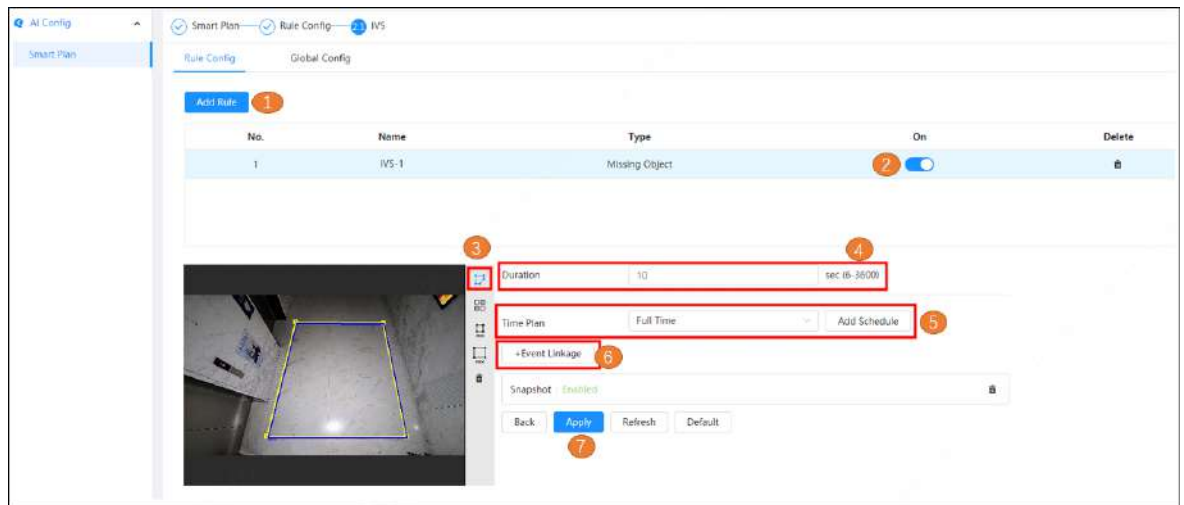 AI Config
Smart Plan
Smart Plan
Rule Config
2.1 IVS
Rule Config
Global Config
Add Rule
1
No. Name Type On Delete
1 IVS-1 Missing Object
2
3
4
Duration 10 sec (6-3600)
Time Plan Full Time Add Schedule
5
+Event Linkage
6
Snapshot Enabled
Back Apply Refresh Default
7